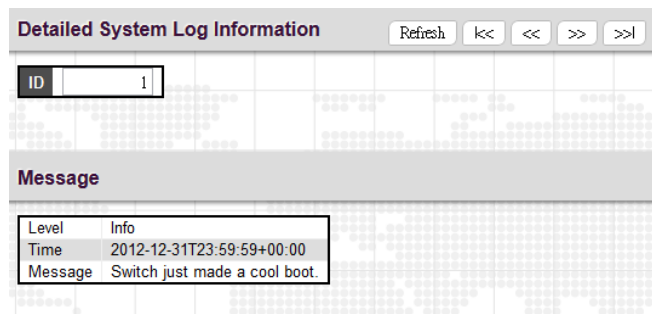 Detailed System Log Information Refresh |<< << >> >>|
ID 1
Message
Level Info
Time 2012-12-31T23:59:59+00:00
Message Switch just made a cool boot.